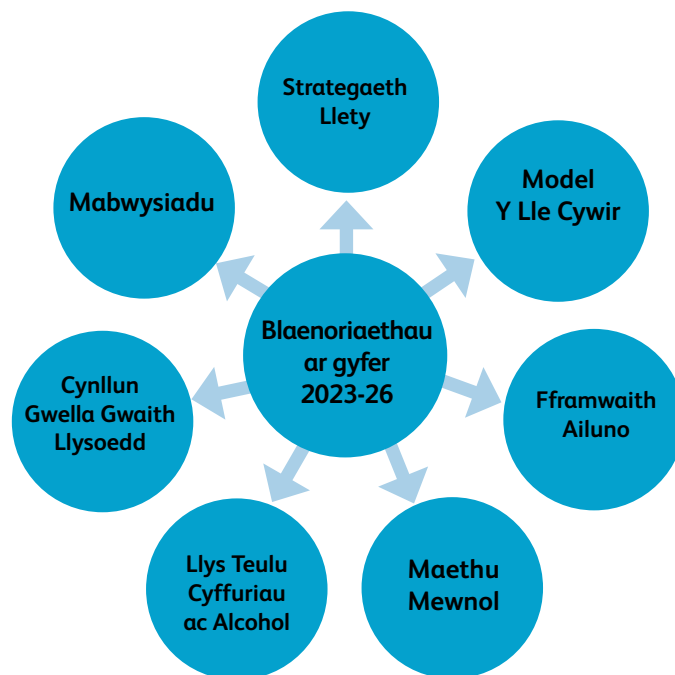 Strategaeth
Llety
Model
Y Lle Cywir
Fframwaith
Ailuno
Maethu
Mewnol
Llys Teulu
Cyffuriau
ac Alcohol
Cynllun
Gwella Gwaith
Llysoedd
Mabwysiadu
Blaenoriaethau
ar gyfer
2023-26